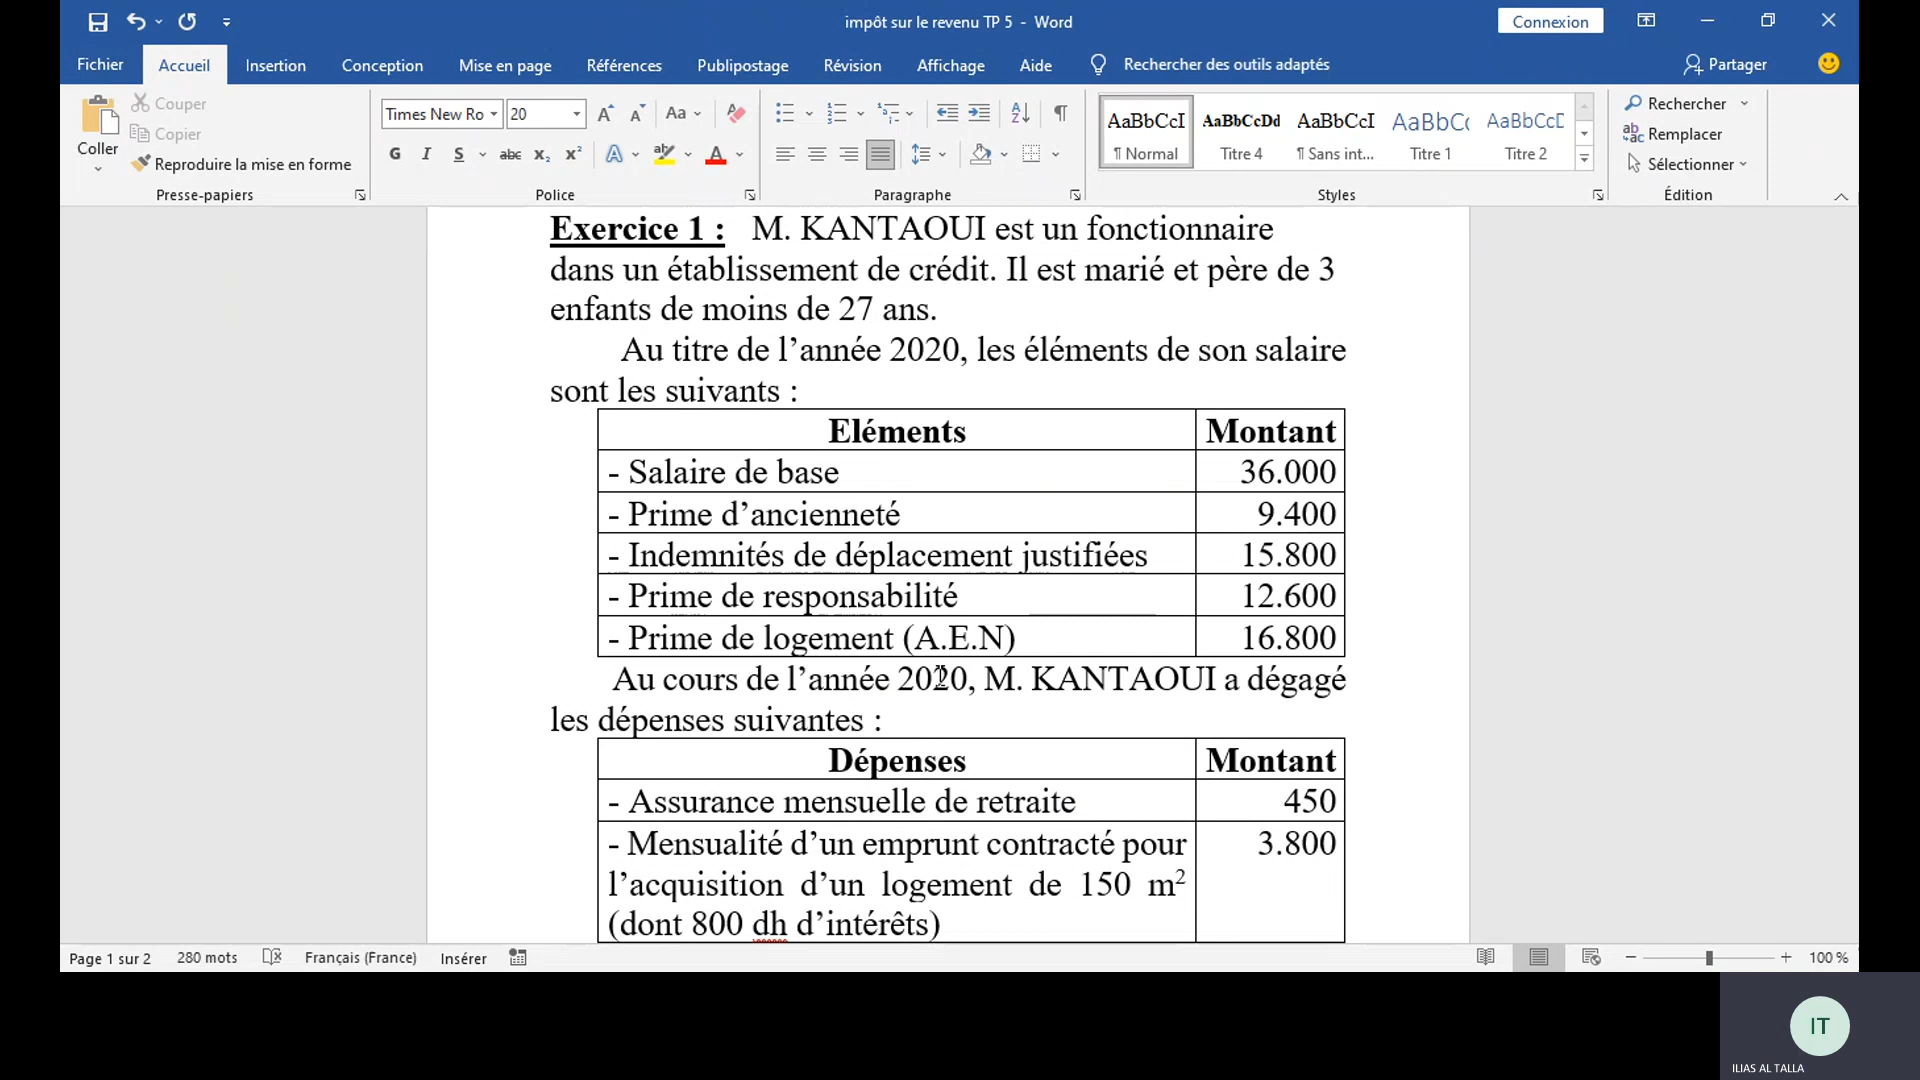 impôt sur le revenu TP 5 - Word
Connexion
Fichier Accueil Insertion Conception Mise en page Références Publipostage Révision Affichage Aide Rechercher des outils adaptés Partager
Coller
Couper
Copier
Reproduire la mise en forme
Presse-papiers
Times New Ro 20
G I S abc X₂ X²
Police
Paragraphe
AaBbCcI AaBbCcDd AaBbCcI AaBbC( AaBbCcE
¶ Normal Titre 4 ¶ Sans int... Titre 1 Titre 2
Styles
Rechercher
Remplacer
Sélectionner
Édition
Exercice 1 : M. KANTAOUI est un fonctionnaire
dans un établissement de crédit. Il est marié et père de 3
enfants de moins de 27 ans.
Au titre de l’année 2020, les éléments de son salaire
sont les suivants :
Eléments Montant
- Salaire de base 36.000
- Prime d’ancienneté 9.400
- Indemnités de déplacement justifiées 15.800
- Prime de responsabilité 12.600
- Prime de logement (A.E.N) 16.800
Au cours de l’année 2020, M. KANTAOUI a dégagé
les dépenses suivantes :
Dépenses Montant
- Assurance mensuelle de retraite 450
- Mensualité d’un emprunt contracté pour 3.800
l’acquisition d’un logement de 150 m²
(dont 800 dh d’intérêts)
Page 1 sur 2 280 mots Français (France) Insérer 100 %
IT
ILIAS AL TALLA